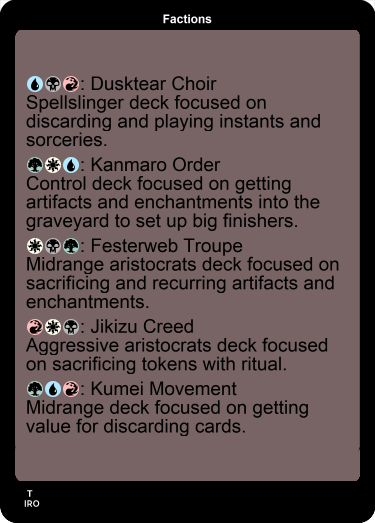 Factions
: Dusktear Choir
Spellslinger deck focused on
discarding and playing instants and
sorceries.
: Kanmaro Order
Control deck focused on getting
artifacts and enchantments into the
graveyard to set up big finishers.
: Festerweb Troupe
Midrange aristocrats deck focused on
sacrificing and recurring artifacts and
enchantments.
: Jikizu Creed
Aggressive aristocrats deck focused
on sacrificing tokens with ritual.
: Kumei Movement
Midrange deck focused on getting
value for discarding cards.
T
IRO